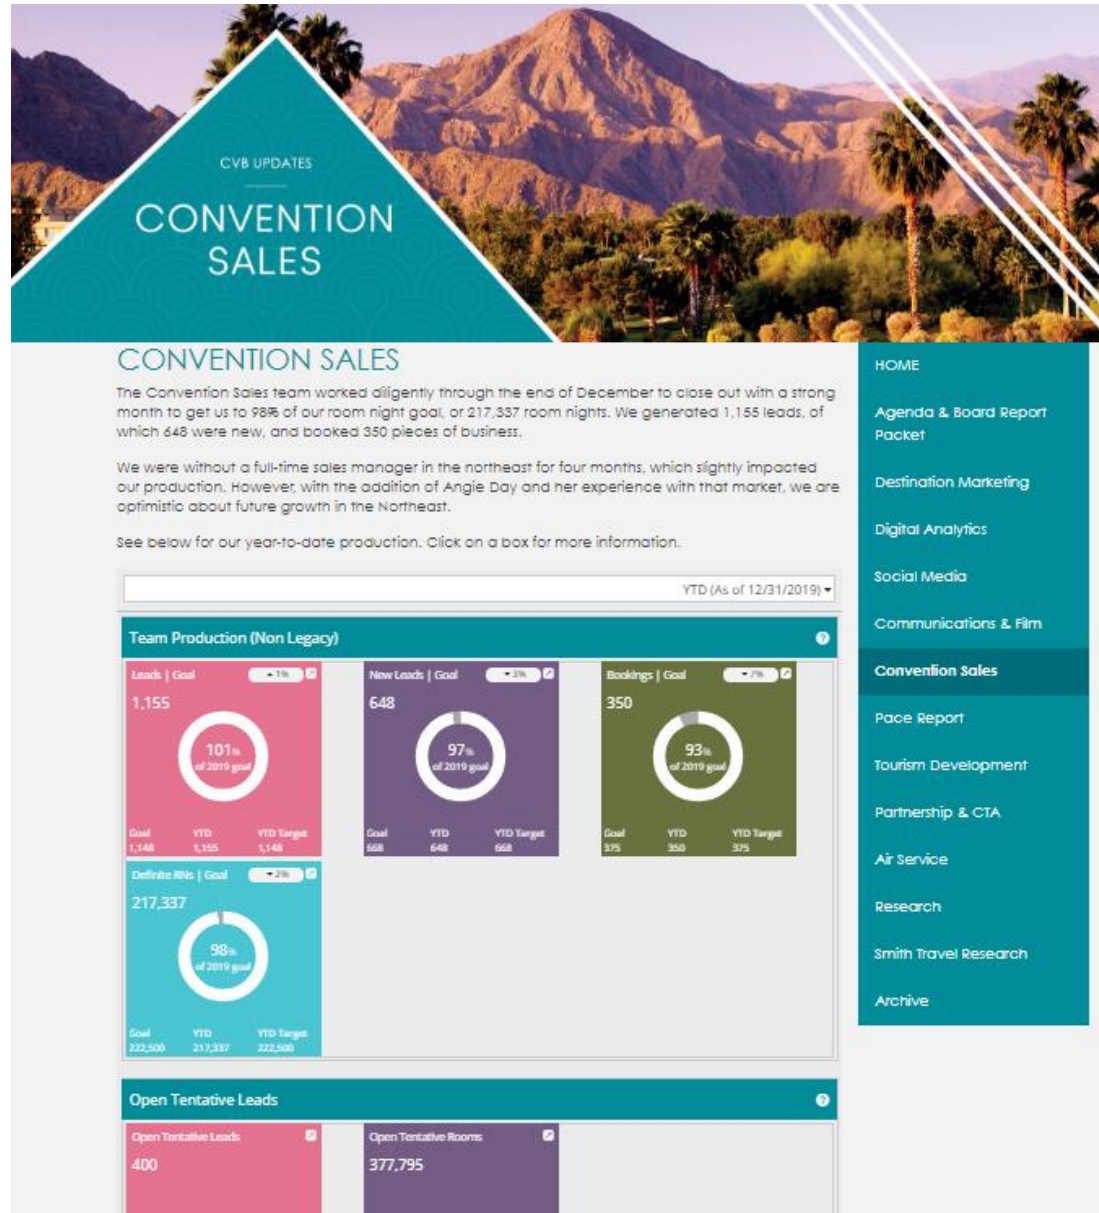 CVB UPDATES
CONVENTION
SALES
CONVENTION SALES
The Convention Sales team worked diligently through the end of December to close out with a strong
month to get us to 98% of our room night goal, or 217,337 room nights. We generated 1,155 leads, of
which 648 were new, and booked 350 pieces of business.
We were without a full-time sales manager in the northeast for four months, which slightly impacted
our production. However, with the addition of Angie Day and her experience with that market, we are
optimistic about future growth in the Northeast.
See below for our year-to-date production. Click on a box for more information.
YTD (As of 12/31/2019)
Team Production (Non Legacy)
Leads | Goal 1%
1,155
101%
of 2019 goal
Goal YTD YTD Target
1,148 1,155 1,148
New Leads | Goal 3%
648
97%
of 2019 goal
Goal YTD YTD Target
668 648 668
Bookings | Goal 7%
350
93%
of 2019 goal
Goal YTD YTD Target
375 350 375
Definite RNs | Goal 2%
217,337
98%
of 2019 goal
Goal YTD YTD Target
222,500 217,337 222,500
Open Tentative Leads
Open Tentative Leads
400
Open Tentative Rooms
377,795
HOME
Agenda & Board Report
Packet
Destination Marketing
Digital Analytics
Social Media
Communications & Film
Convention Sales
Pace Report
Tourism Development
Partnership & CTA
Air Service
Research
Smith Travel Research
Archive